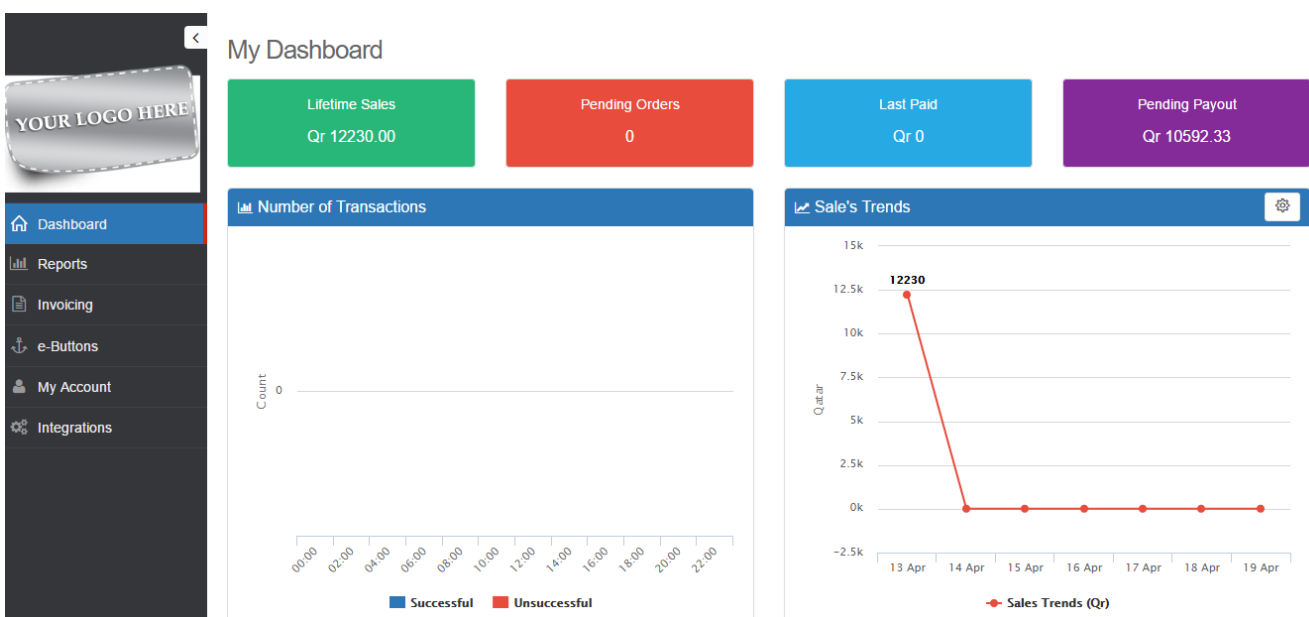 My Dashboard
YOUR LOGO HERE
Dashboard
Reports
Invoicing
e-Buttons
My Account
Integrations
Lifetime Sales
Qr 12230.00
Pending Orders
0
Last Paid
Qr 0
Pending Payout
Qr 10592.33
Number of Transactions
Count
0
00:00 02:00 04:00 06:00 08:00 10:00 12:00 14:00 16:00 18:00 20:00 22:00
Successful Unsuccessful
Sale's Trends
15k
12230
12.5k
10k
7.5k
Qatar
5k
2.5k
0k
-2.5k
13 Apr 14 Apr 15 Apr 16 Apr 17 Apr 18 Apr 19 Apr
Sales Trends (Qr)